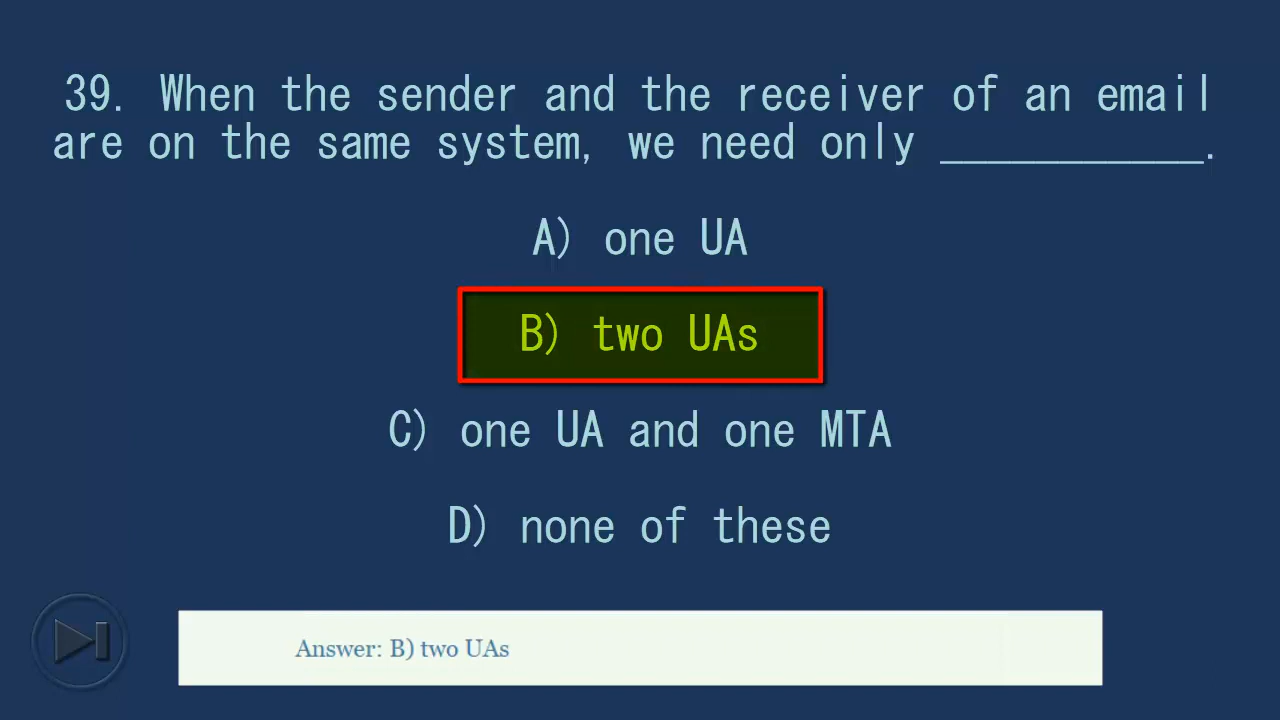 39. When the sender and the receiver of an email
are on the same system, we need only ___________.
A) one UA
B) two UAs
C) one UA and one MTA
D) none of these
Answer: B) two UAs